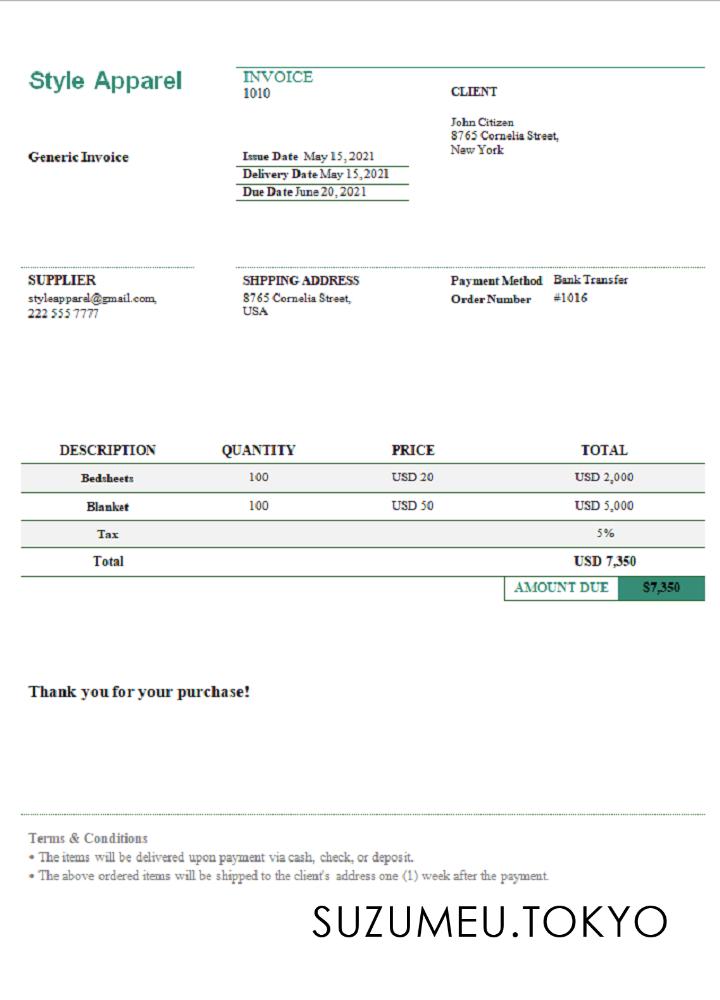 Style Apparel
INVOICE
1010
CLIENT
John Citizen
8765 Cornelia Street,
New York
Generic Invoice
Issue Date May 15, 2021
Delivery Date May 15, 2021
Due Date June 20, 2021
SUPPLIER
styleapparel@gmail.com,
222 555 7777
SHPPING ADDRESS
8765 Cornelia Street,
USA
Payment Method Bank Transfer
Order Number #1016
DESCRIPTION QUANTITY PRICE TOTAL
Bedsheets 100 USD 20 USD 2,000
Blanket 100 USD 50 USD 5,000
Tax 5%
Total USD 7,350
AMOUNT DUE $7,350
Thank you for your purchase!
Terms & Conditions
• The items will be delivered upon payment via cash, check, or deposit.
• The above ordered items will be shipped to the client's address one (1) week after the payment.
SUZUMEU.TOKYO